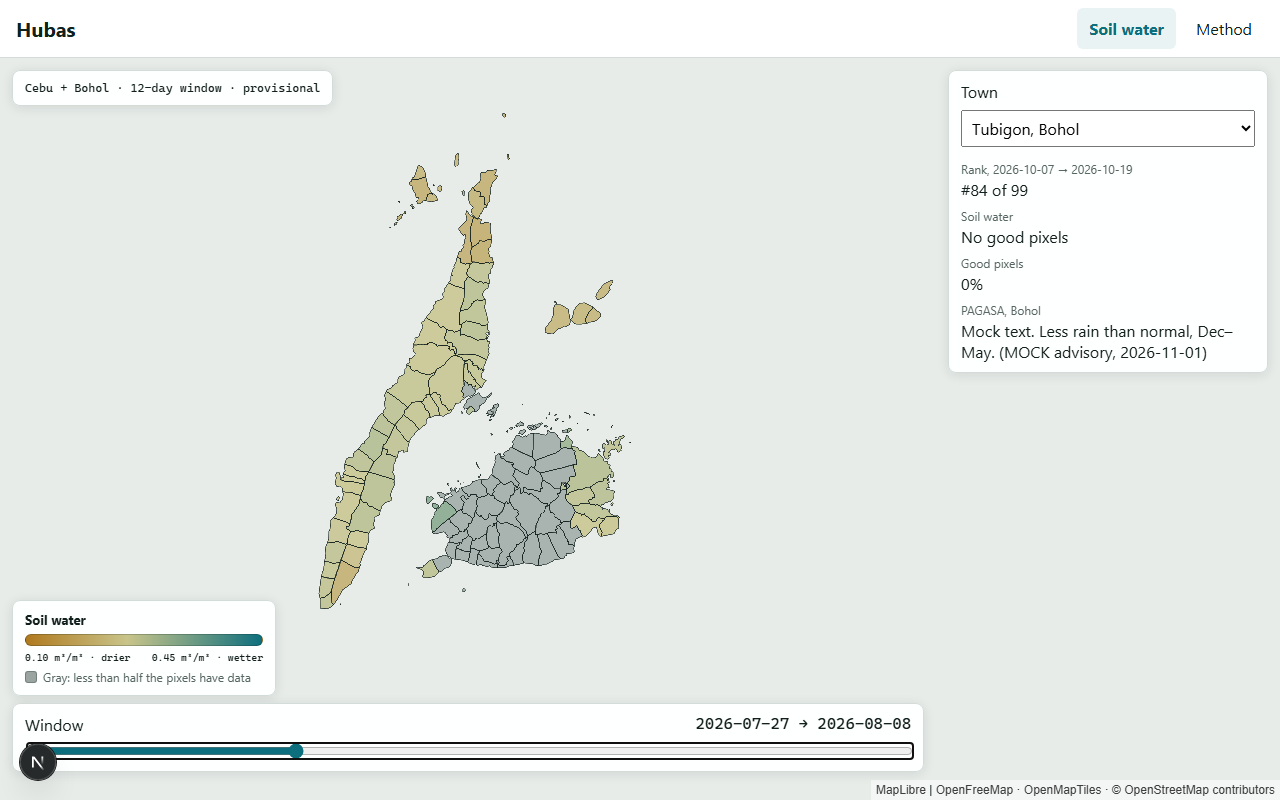 Hubas
Soil water
Method
Cebu + Bohol · 12-day window · provisional
Town
Tubigon, Bohol
Rank, 2026-10-07 → 2026-10-19
#84 of 99
Soil water
No good pixels
Good pixels
0%
PAGASA, Bohol
Mock text. Less rain than normal, Dec–
May. (MOCK advisory, 2026-11-01)
Soil water
0.10 m³/m³ · drier
0.45 m³/m³ · wetter
Gray: less than half the pixels have data
Window
2026-07-27 → 2026-08-08
N
MapLibre | OpenFreeMap · OpenMapTiles · © OpenStreetMap contributors